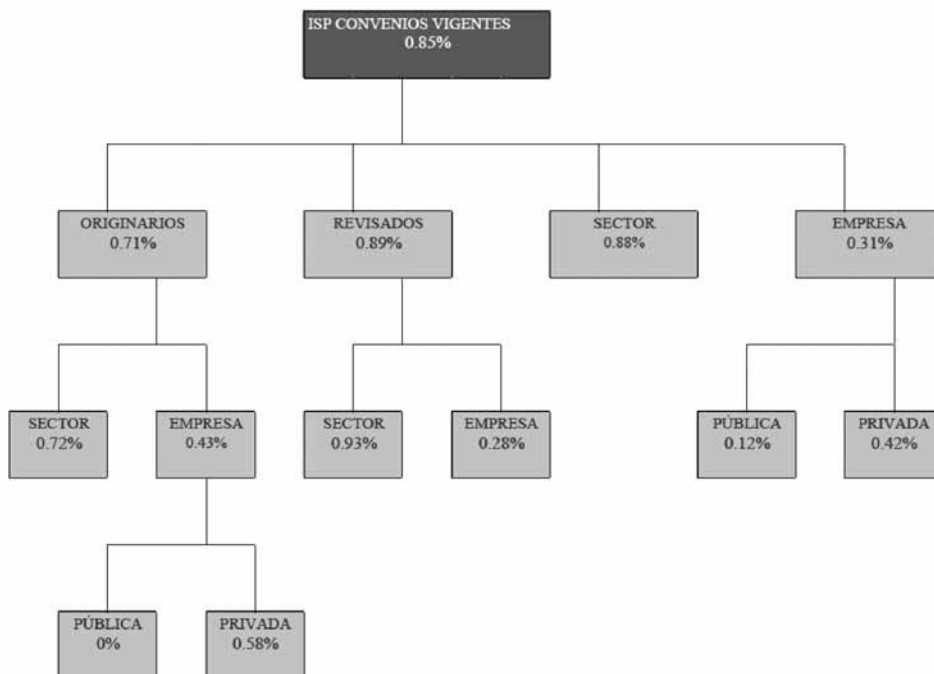 ISP CONVENIOS VIGENTES
0.85%
ORIGINARIOS
0.71%
REVISADOS
0.89%
SECTOR
0.88%
EMPRESA
0.31%
SECTOR
0.72%
EMPRESA
0.43%
SECTOR
0.93%
EMPRESA
0.28%
PÚBLICA
0.12%
PRIVADA
0.42%
PÚBLICA
0%
PRIVADA
0.58%